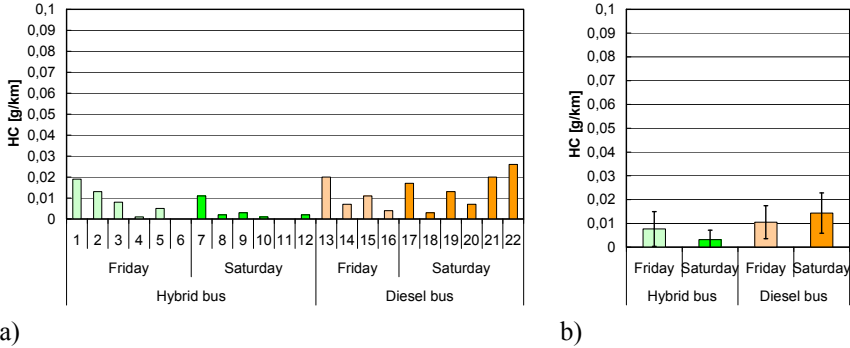 0,1
0,09
0,08
0,07
0,06
0,05
0,04
0,03
0,02
0,01
0
HC [g/km]
1 2 3 4 5 6 7 8 9 10 11 12 13 14 15 16 17 18 19 20 21 22
Friday Saturday Friday Saturday
Hybrid bus Diesel bus
a)
0,1
0,09
0,08
0,07
0,06
0,05
0,04
0,03
0,02
0,01
0
HC [g/km]
Friday Saturday Friday Saturday
Hybrid bus Diesel bus
b)